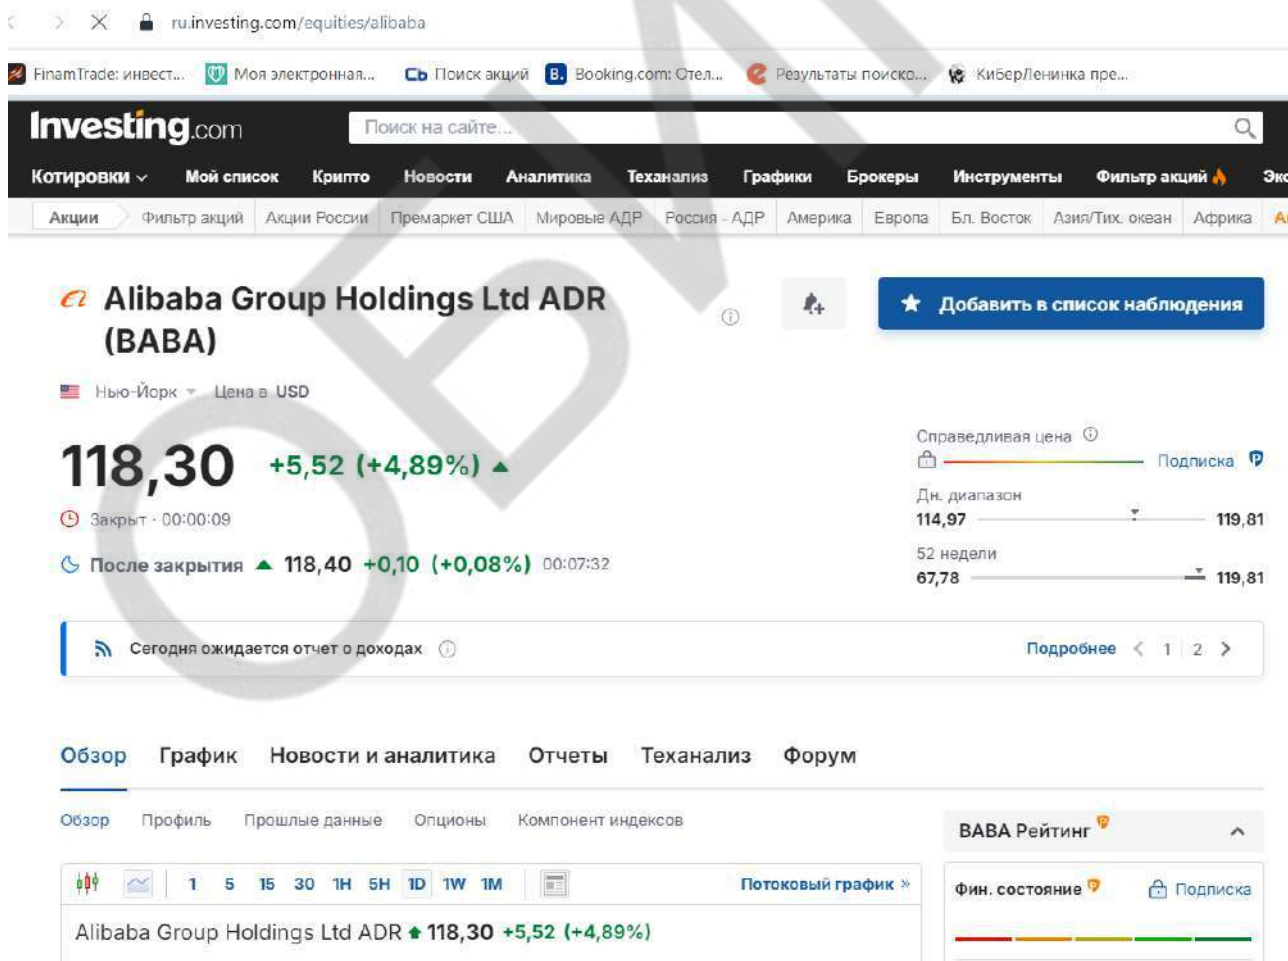 ru.investing.com/equities/alibaba
FinamTrade: инвест... Моя электронная... Сь Поиск акций B. Booking.com: Отел... Результаты поиско... КиберЛенинка пре...
Investing.com Поиск на сайте...
Котировки Мой список Крипто Новости Аналитика Теханализ Графики Брокеры Инструменты Фильтр акций Экс
Акции Фильтр акций Акции России Премаркет США Мировые АДР Россия - АДР Америка Европа Бл. Восток Азия/Тих. океан Африка
Alibaba Group Holdings Ltd ADR
(BABA)
Добавить в список наблюдения
Нью-Йорк Цена в USD
118,30 +5,52 (+4,89%)
Закрыт · 00:00:09
После закрытия 118,40 +0,10 (+0,08%) 00:07:32
Справедливая цена
Подписка
Дн. диапазон
114,97 119,81
52 недели
67,78 119,81
Сегодня ожидается отчет о доходах Подробнее 1 2
Обзор График Новости и аналитика Отчеты Теханализ Форум
Обзор Профиль Прошлые данные Опционы Компонент индексов
BABA Рейтинг
1 5 15 30 1H 5H 1D 1W 1M Потоковый график »
Фин. состояние Подписка
Alibaba Group Holdings Ltd ADR 118,30 +5,52 (+4,89%)